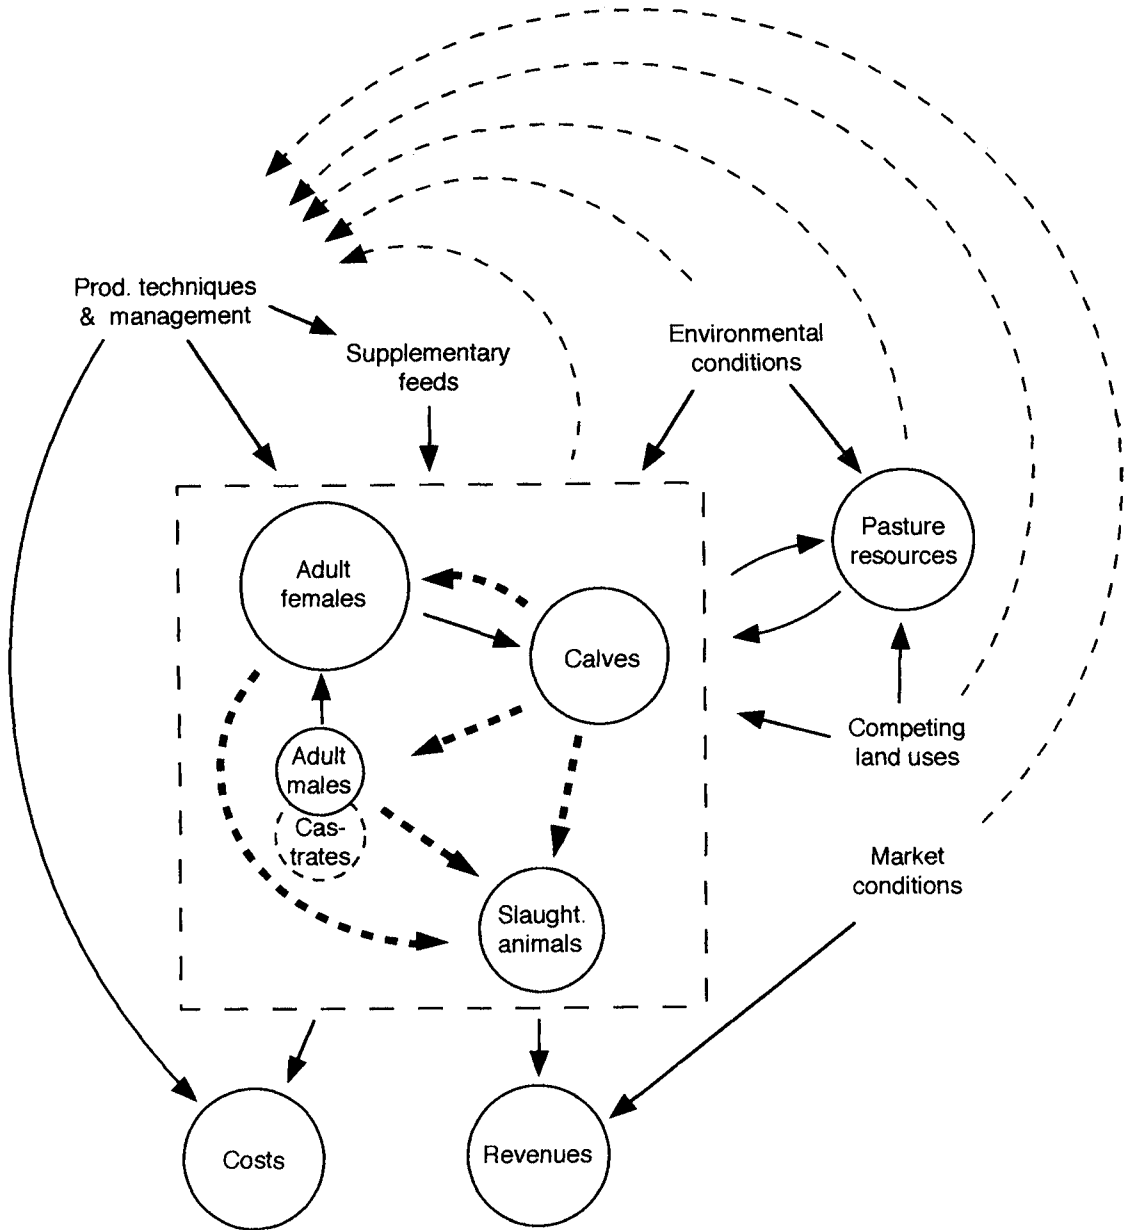 Prod. techniques
& management
Supplementary
feeds
Environmental
conditions
Adult
females
Pasture
resources
Calves
Competing
land uses
Adult
males
Cas-
trates
Market
conditions
Slaught.
animals
Costs
Revenues